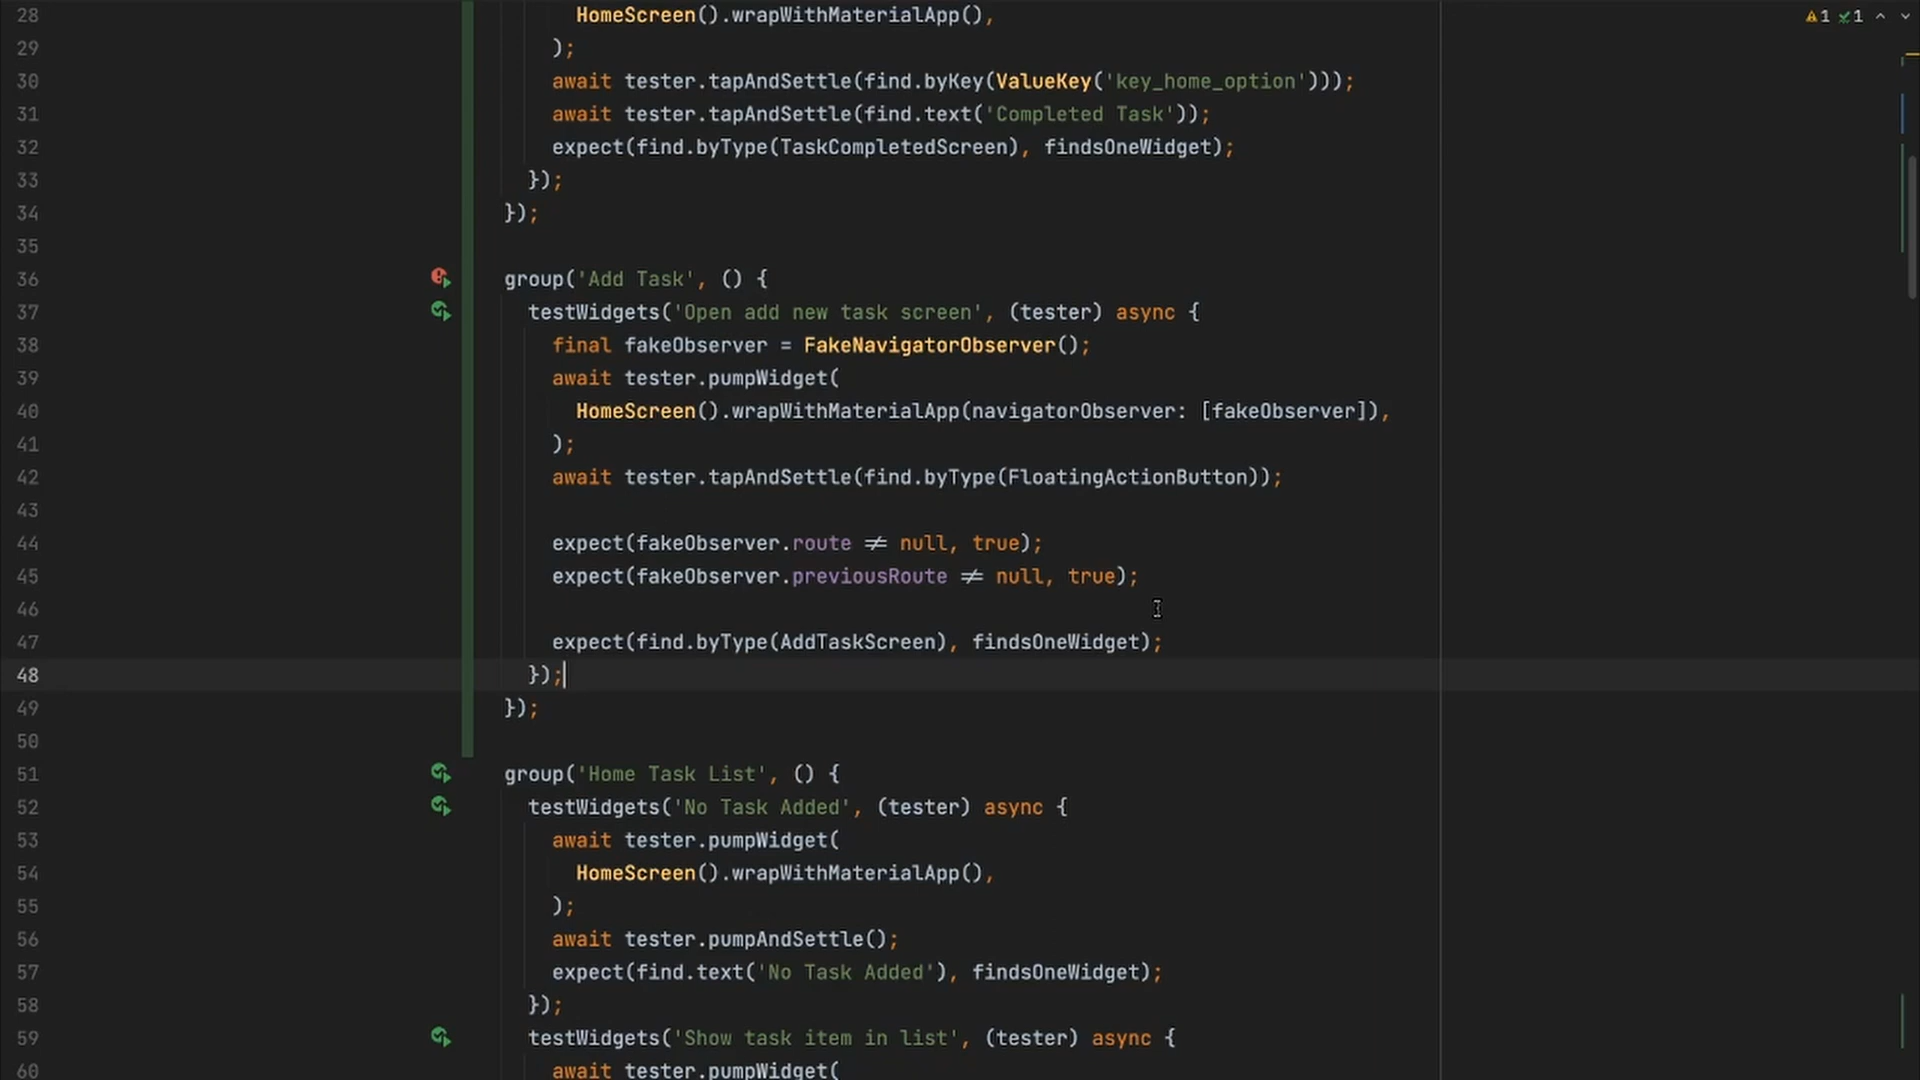 28 HomeScreen().wrapWithMaterialApp(),
⚠1 ✓1
29 );
30 await tester.tapAndSettle(find.byKey(ValueKey('key_home_option')));
31 await tester.tapAndSettle(find.text('Completed Task'));
32 expect(find.byType(TaskCompletedScreen), findsOneWidget);
33 });
34 });
35
36 group('Add Task', () {
37 testWidgets('Open add new task screen', (tester) async {
38 final fakeObserver = FakeNavigatorObserver();
39 await tester.pumpWidget(
40 HomeScreen().wrapWithMaterialApp(navigatorObserver: [fakeObserver]),
41 );
42 await tester.tapAndSettle(find.byType(FloatingActionButton));
43
44 expect(fakeObserver.route ≠ null, true);
45 expect(fakeObserver.previousRoute ≠ null, true);
46
47 expect(find.byType(AddTaskScreen), findsOneWidget);
48 });
49 });
50
51 group('Home Task List', () {
52 testWidgets('No Task Added', (tester) async {
53 await tester.pumpWidget(
54 HomeScreen().wrapWithMaterialApp(),
55 );
56 await tester.pumpAndSettle();
57 expect(find.text('No Task Added'), findsOneWidget);
58 });
59 testWidgets('Show task item in list', (tester) async {
60 await tester.pumpWidget(